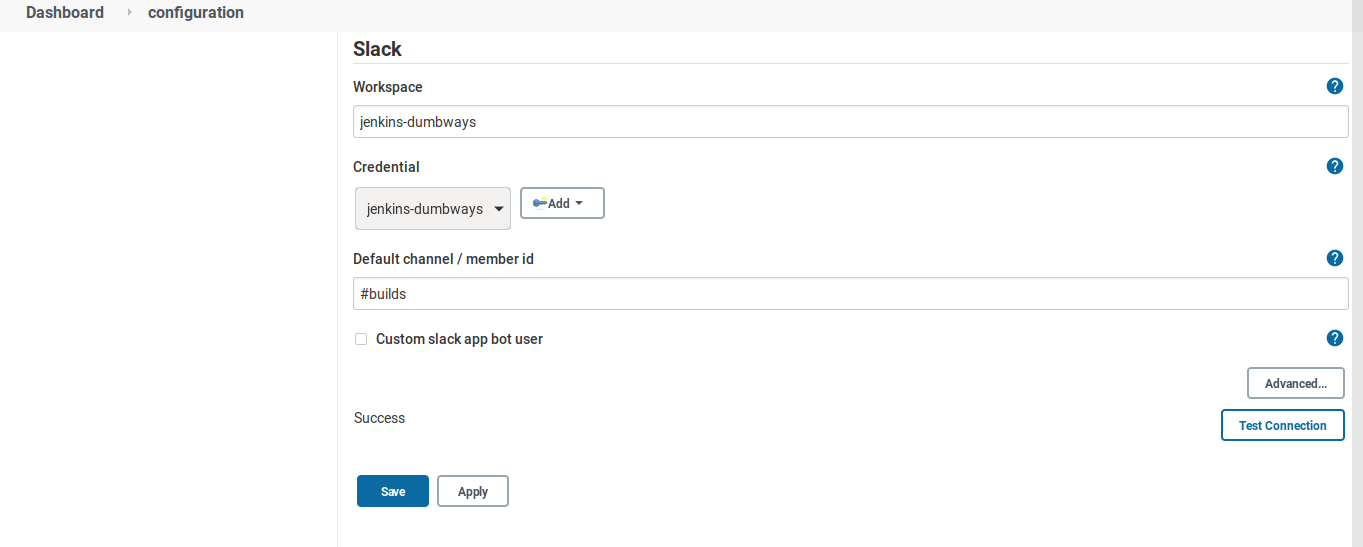 Dashboard configuration
Slack
Workspace ?
jenkins-dumbways
Credential ?
jenkins-dumbways Add
Default channel / member id ?
#builds
Custom slack app bot user ?
Advanced...
Success Test Connection
Save Apply